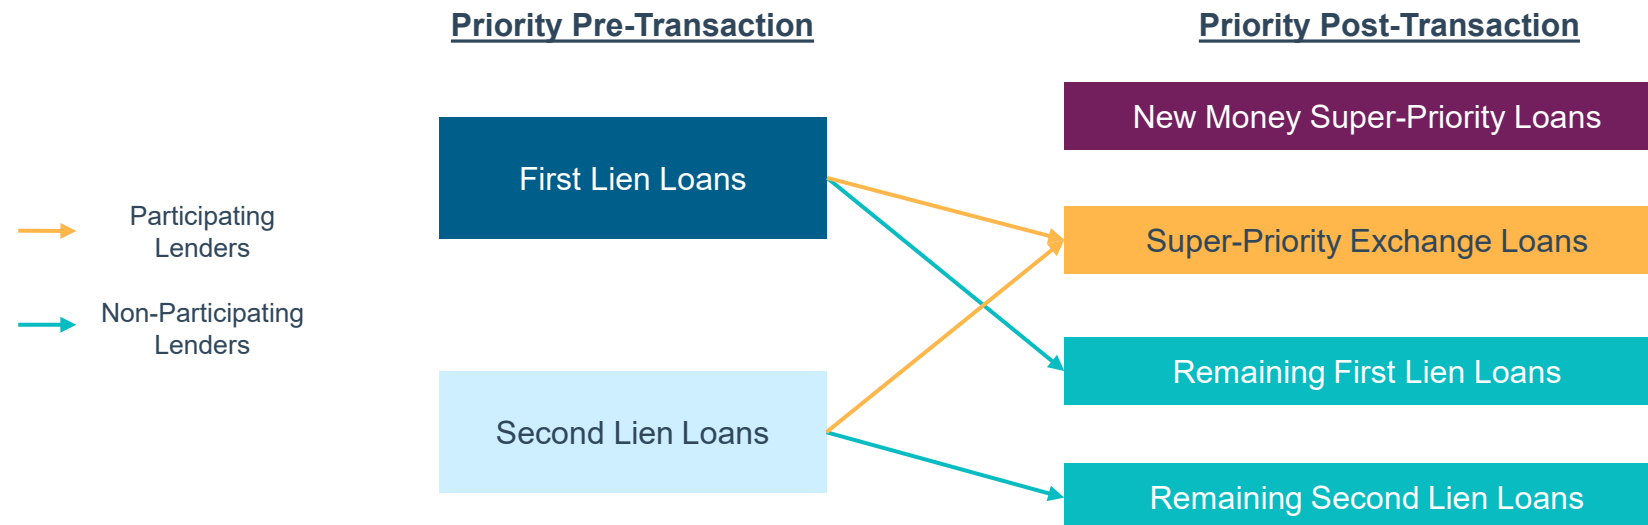 Priority Pre-Transaction
Priority Post-Transaction
New Money Super-Priority Loans
First Lien Loans
Participating
Lenders
Super-Priority Exchange Loans
Non-Participating
Lenders
Remaining First Lien Loans
Second Lien Loans
Remaining Second Lien Loans